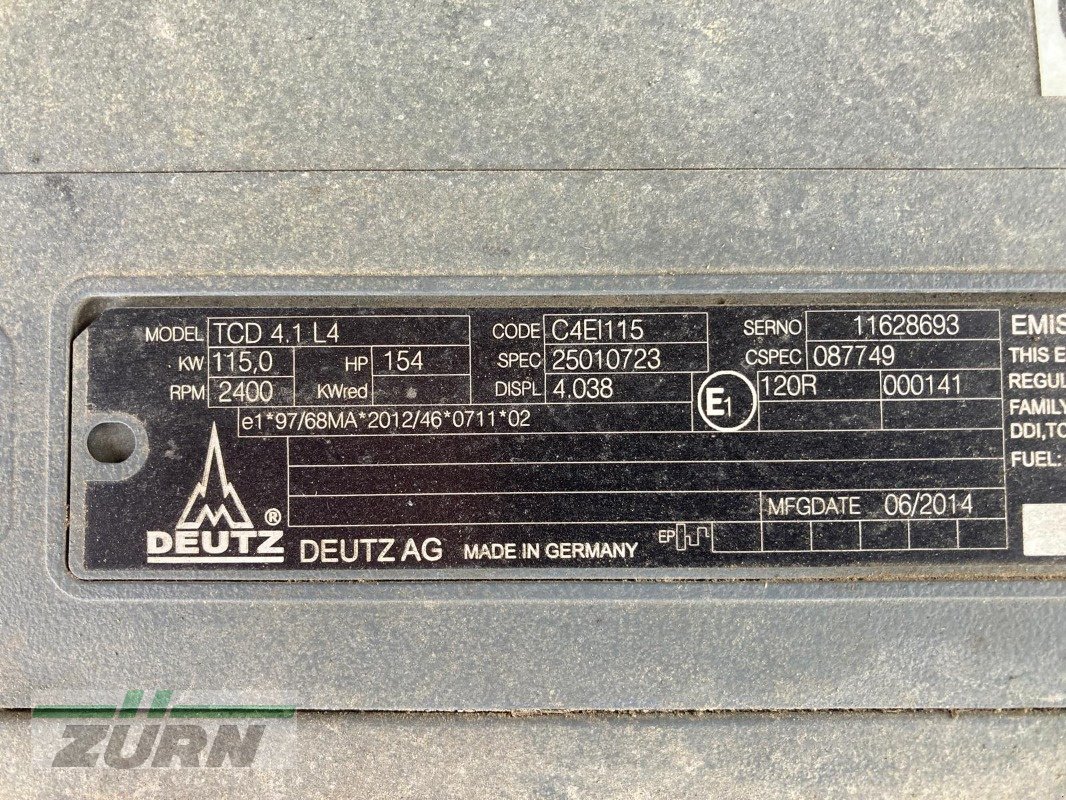 MODEL TCD 4.1 L4 CODE C4EI115 SERNO 11628693 EMIS
KW 115,0 HP 154 SPEC 25010723 CSPEC 087749 THIS E
RPM 2400 KWred DISPL 4.038 E1 120R 000141 REGUL
e1*97/68MA*2012/46*0711*02 FAMILY
DDI,TC
FUEL:
MFGDATE 06/2014
DEUTZ ® DEUTZ AG MADE IN GERMANY EP
ZÜRN